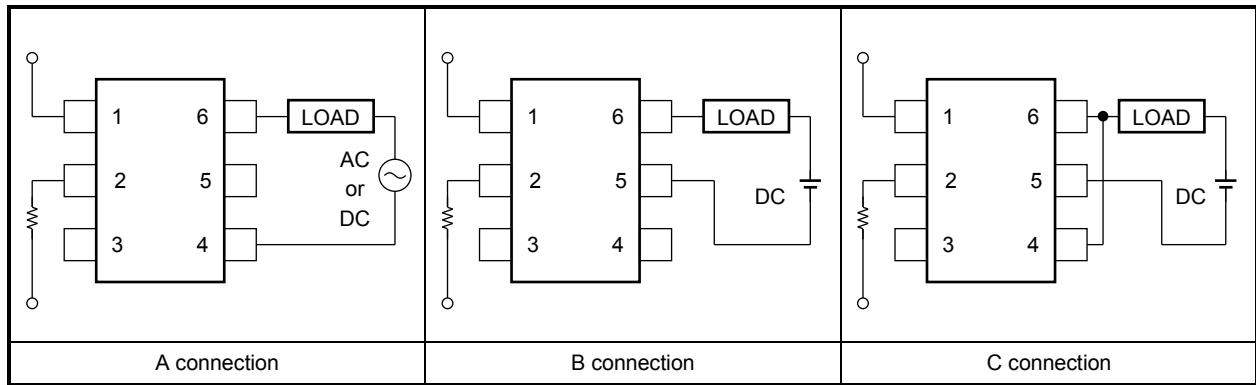 1 6 LOAD
2 5 AC
or
DC
3 4
A connection
1 6 LOAD
2 5 DC
3 4
B connection
1 6 LOAD
2 5 DC
3 4
C connection